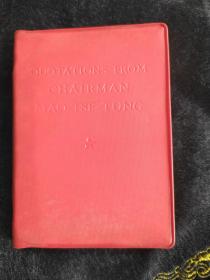 QUOTATIONS FROM
CHAIRMAN
MAO TSE-TUNG